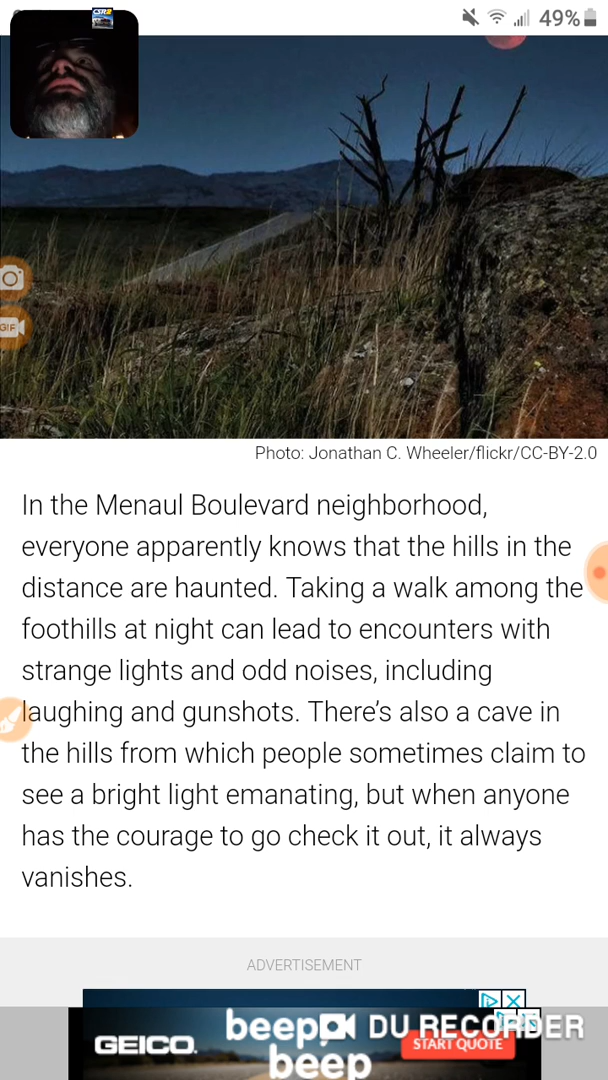 CSR2
49%
Photo: Jonathan C. Wheeler/flickr/CC-BY-2.0
GIF
In the Menaul Boulevard neighborhood,
everyone apparently knows that the hills in the
distance are haunted. Taking a walk among the
foothills at night can lead to encounters with
strange lights and odd noises, including
laughing and gunshots. There’s also a cave in
the hills from which people sometimes claim to
see a bright light emanating, but when anyone
has the courage to go check it out, it always
vanishes.
ADVERTISEMENT
GEICO.
beep
beep
DU RECORDER
START QUOTE